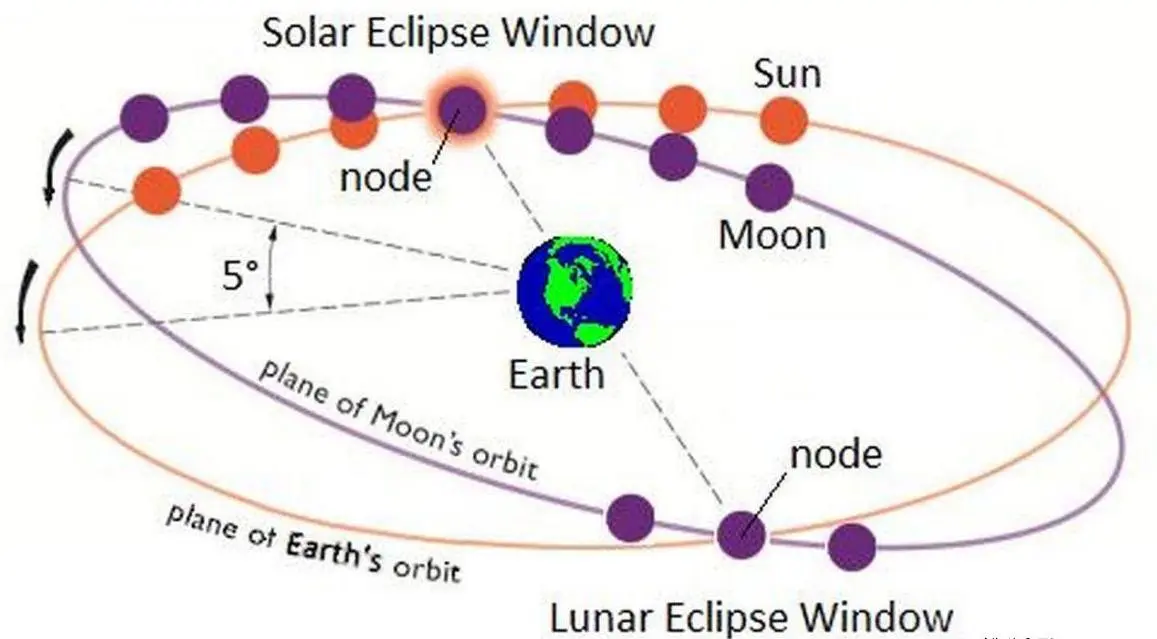 Solar Eclipse Window
Sun
node
Moon
5°
Earth
plane of Moon's orbit
node
plane of Earth's orbit
Lunar Eclipse Window